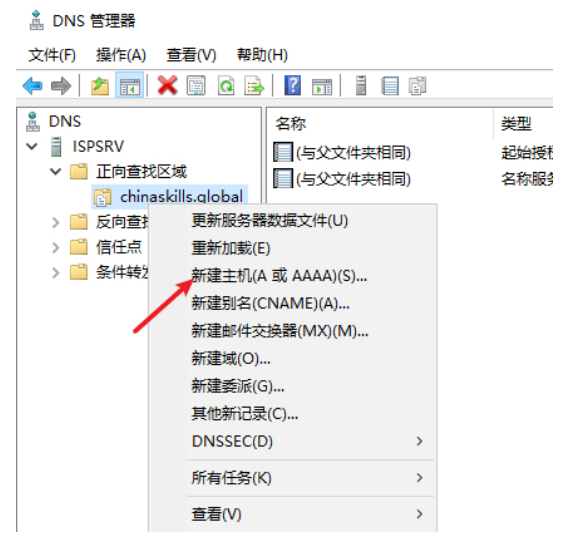 DNS 管理器
文件(F) 操作(A) 查看(V) 帮助(H)
DNS
ISPSRV
正向查找区域
chinaskills.global
反向查
信任点
条件转
名称 类型
(与父文件夹相同) 起始授
(与父文件夹相同) 名称服
更新服务器数据文件(U)
重新加载(E)
新建主机(A 或 AAAA)(S)...
新建别名(CNAME)(A)...
新建邮件交换器(MX)(M)...
新建域(O)...
新建委派(G)...
其他新记录(C)...
DNSSEC(D)
所有任务(K)
查看(V)